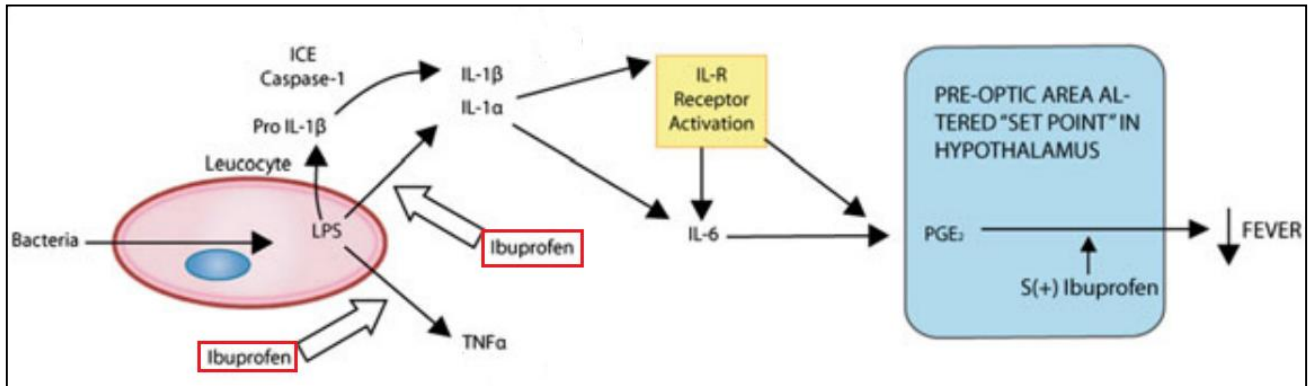 ICE
Caspase-1
Pro IL-1β
Leucocyte
Bacteria
LPS
Ibuprofen
Ibuprofen
TNFα
IL-1β
IL-1α
IL-R
Receptor
Activation
IL-6
PRE-OPTIC AREA AL-
TERED "SET POINT" IN
HYPOTHALAMUS
PGE₂
S(+) Ibuprofen
FEVER